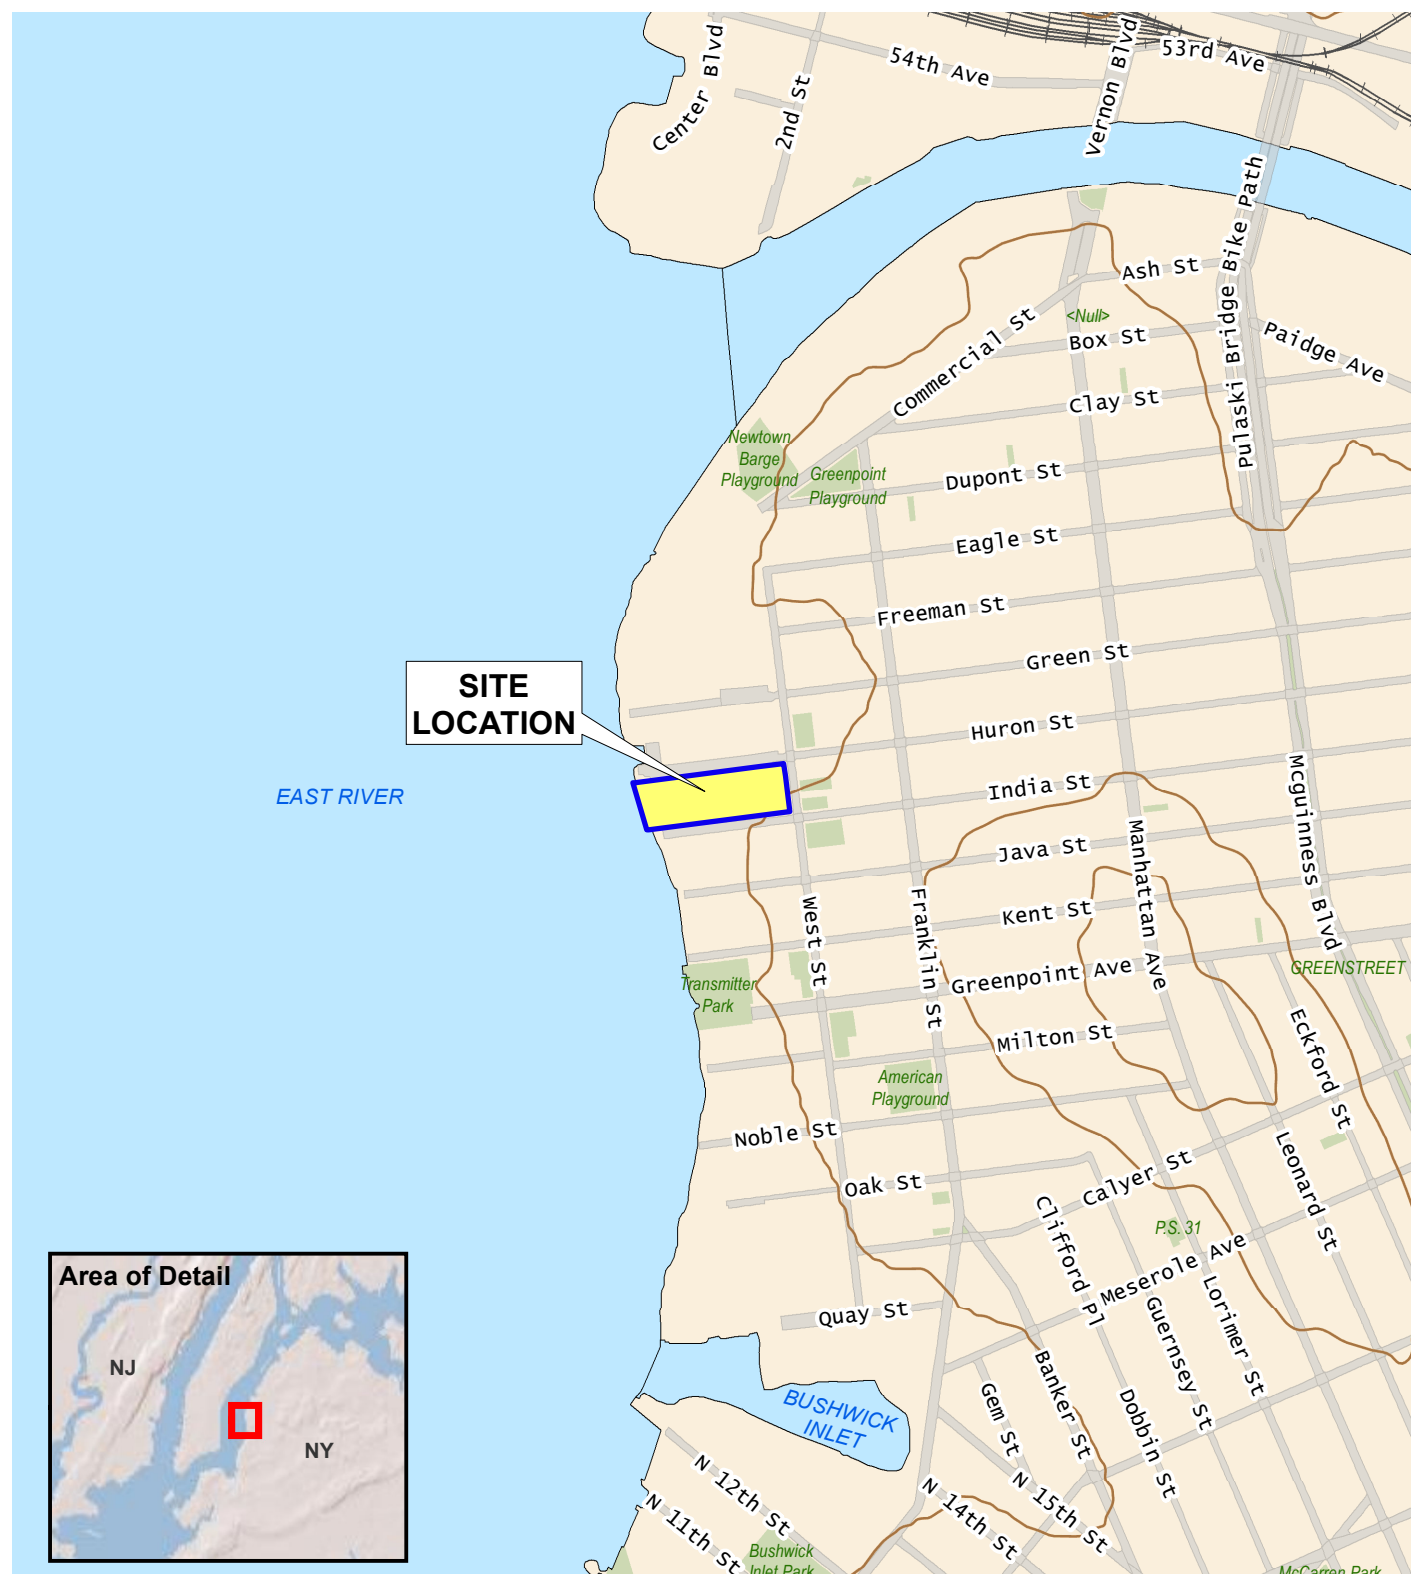 Center Blvd
2nd St
54th Ave
Vernon Blvd
53rd Ave
Pulaski Bridge Bike Path
Ash St
<Null>
Box St
Paidge Ave
Commercial St
Clay St
Newtown
Barge
Playground
Greenpoint
Playground
Dupont St
Eagle St
Freeman St
Green St
SITE
LOCATION
Huron St
EAST RIVER
India St
Mcguinness Blvd
Manhattan Ave
Java St
West St
Franklin St
Kent St
Greenpoint Ave
GREENSTREET
Transmitter
Park
Milton St
Eckford St
American
Playground
Noble St
Leonard St
Oak St
Calyer St
Clifford Pl
P.S. 31
Meserole Ave
Area of Detail
NJ
NY
Quay St
Guernsey St
Lorimer St
Banker St
Gem St
Dobbin St
BUSHWICK
INLET
N 12th St
N 11th St
N 14th St
N 15th St
Bushwick
Inlet Park
McCarren Park